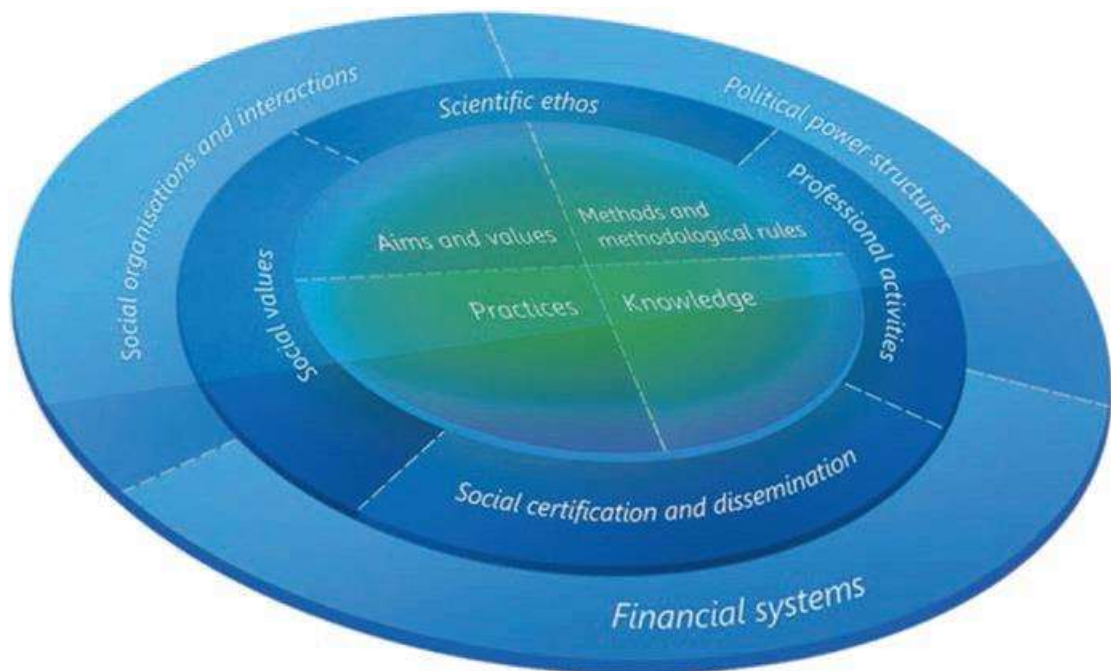 Social organisations and interactions
Political power structures
Scientific ethos
Professional activities
Social values
Aims and values
Methods and
methodological rules
Practices
Knowledge
Social certification and dissemination
Financial systems